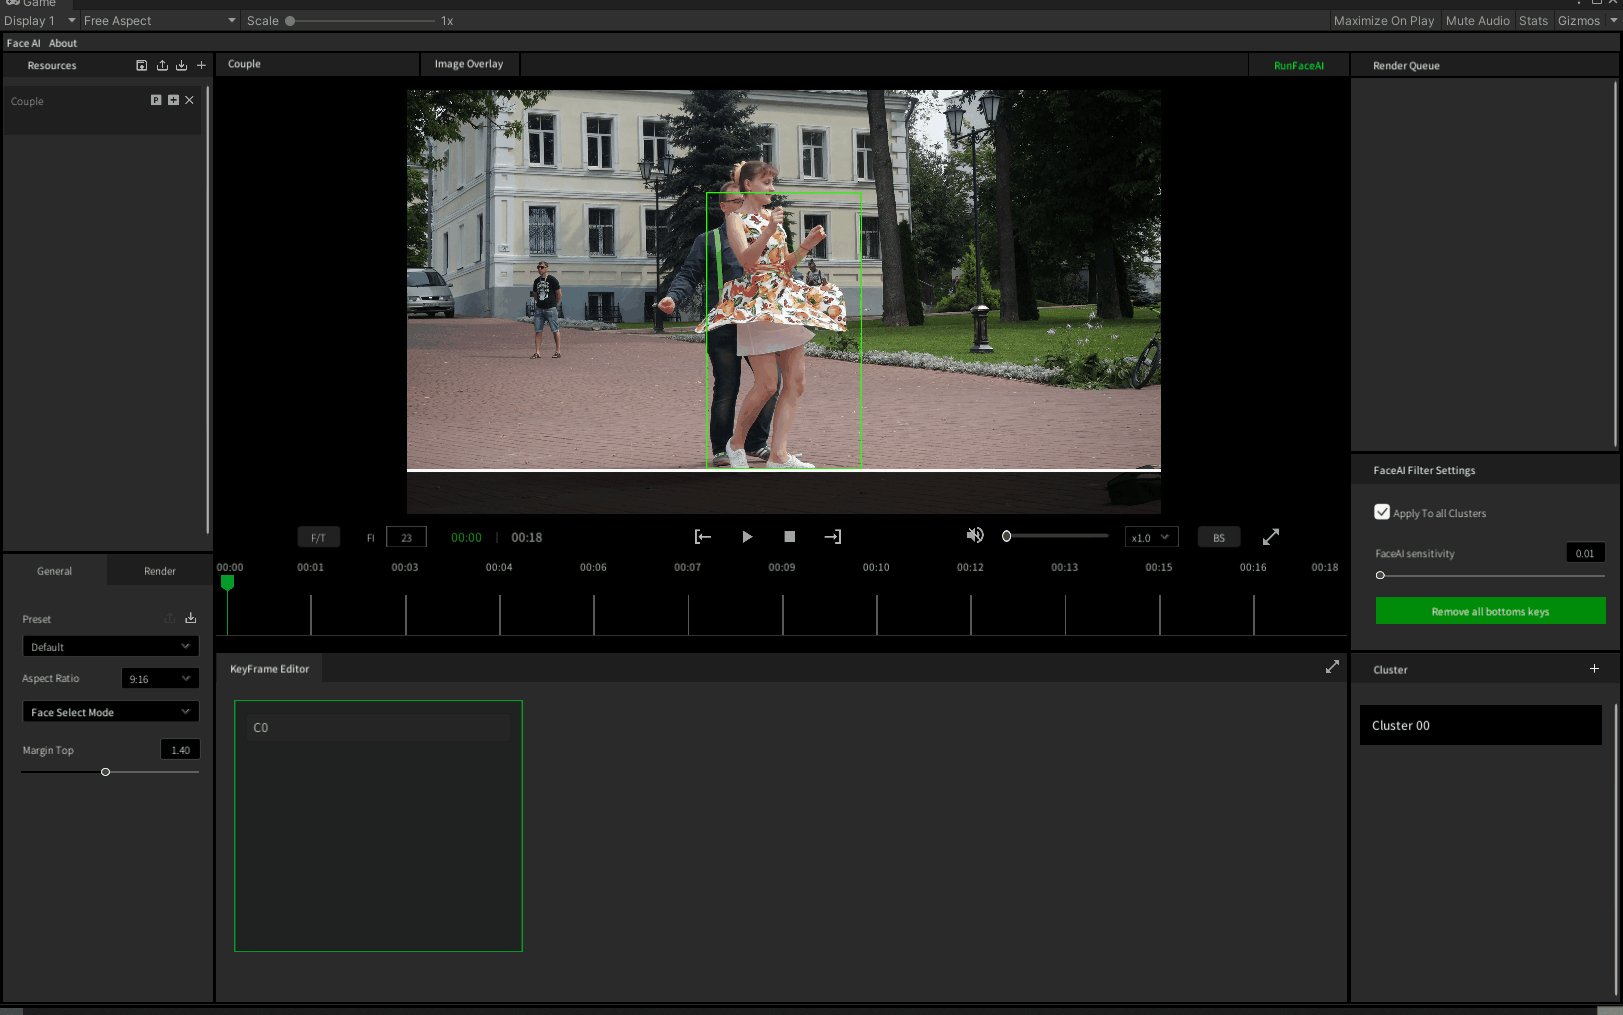 Game
Display 1
Free Aspect
Scale
1x
Maximize On Play
Mute Audio
Stats
Gizmos
Face AI
About
Resources
Couple
Image Overlay
RunFaceAI
Render Queue
Couple
P
F/T
FI
23
00:00
|
00:18
x1.0
BS
00:00
00:01
00:03
00:04
00:06
00:07
00:09
00:10
00:12
00:13
00:15
00:16
00:18
General
Render
Preset
Default
Aspect Ratio
9:16
Face Select Mode
Margin Top
1.40
KeyFrame Editor
C0
FaceAI Filter Settings
Apply To all Clusters
FaceAI sensitivity
0.01
Remove all bottoms keys
Cluster
Cluster 00